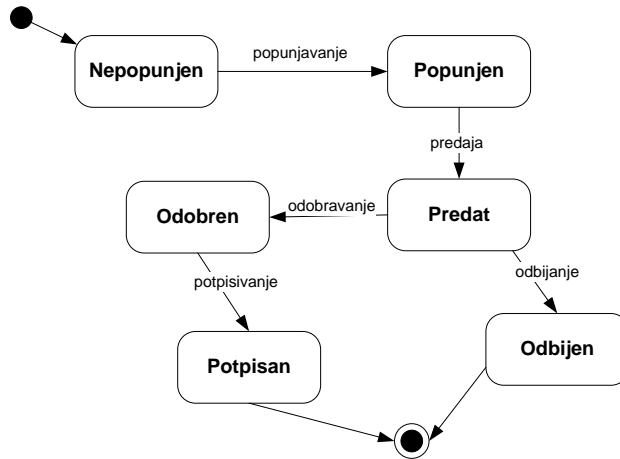 Nepopunjen
popunjavanje
Popunjen
predaja
Predat
odobravanje
Odobren
odbijanje
potpisivanje
Odbijen
Potpisan